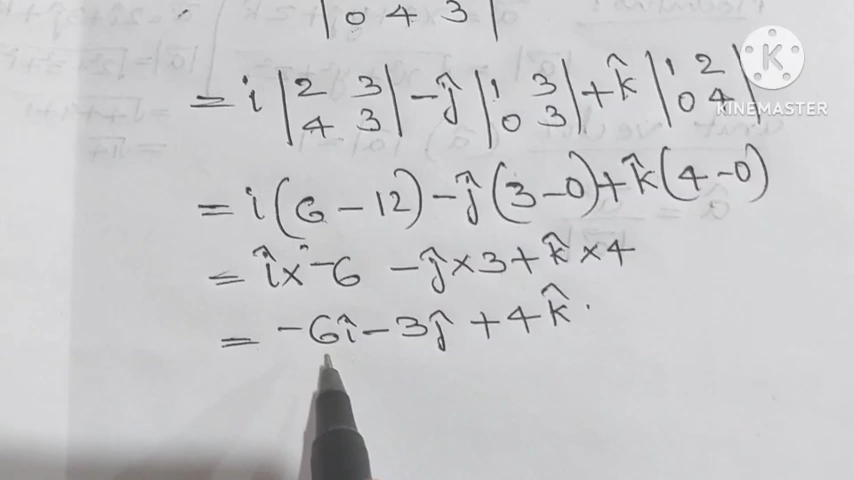 | 0 4 3 |
= i |2 3 4 3| - ĵ |1 3 0 3| + k̂ |1 2 0 4|
= i (6 - 12) - ĵ (3 - 0) + k̂ (4 - 0)
= î × -6 - ĵ × 3 + k̂ × 4
= -6î - 3ĵ + 4k̂ .
K
KINEMASTER